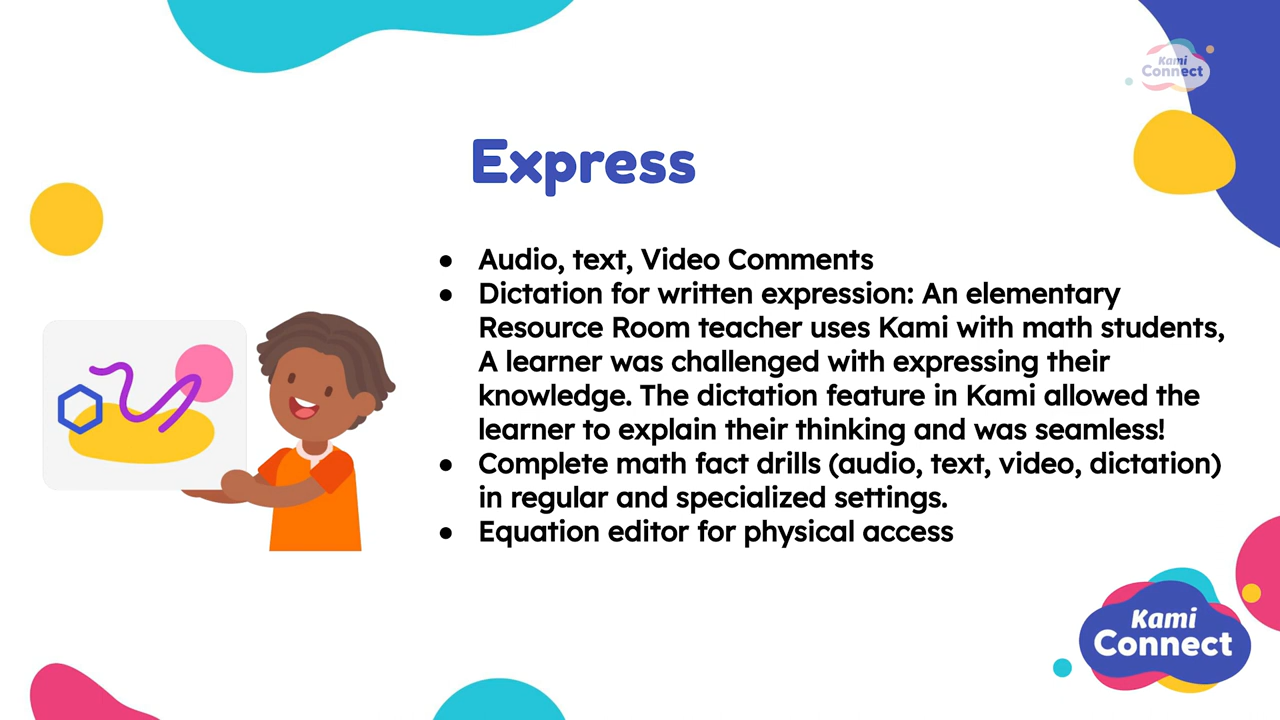 Kami
Connect
Express
● Audio, text, Video Comments
● Dictation for written expression: An elementary
Resource Room teacher uses Kami with math students,
A learner was challenged with expressing their
knowledge. The dictation feature in Kami allowed the
learner to explain their thinking and was seamless!
● Complete math fact drills (audio, text, video, dictation)
in regular and specialized settings.
● Equation editor for physical access
Kami
Connect